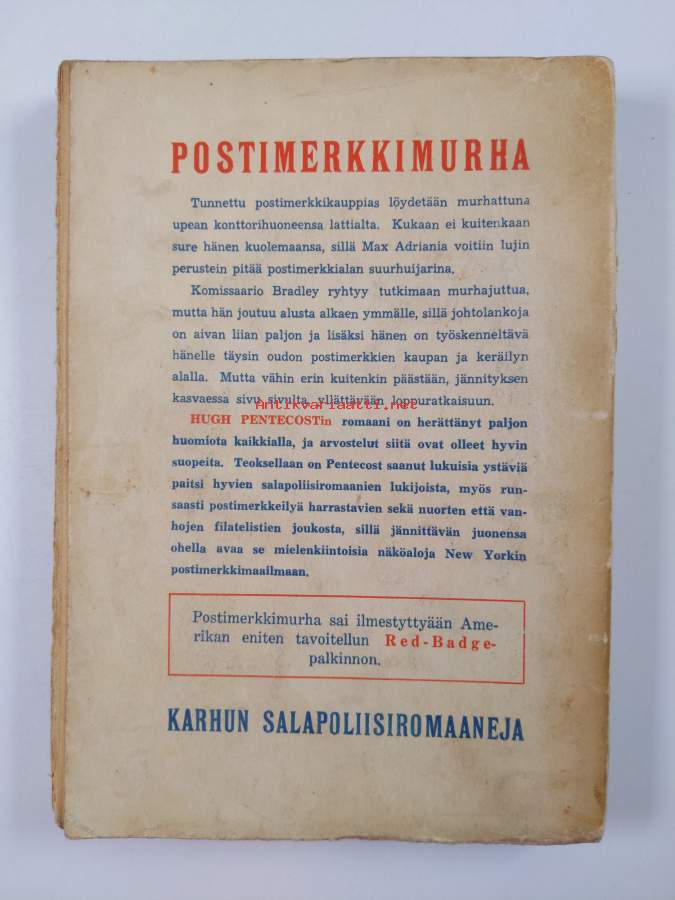 POSTIMERKKIMURHA
Tunnettu postimerkkikauppias löydetään murhattuna
upean konttorihuoneensa lattialta. Kukaan ei kuitenkaan
sure hänen kuolemaansa, sillä Max Adriania voitiin lujin
perustein pitää postimerkkialan suurhuijarina.
Komissaario Bradley ryhtyy tutkimaan murhajuttua,
mutta hän joutuu alusta alkaen ymmälle, sillä johtolankoja
on aivan liian paljon ja lisäksi hänen on työskenneltävä
hänelle täysin oudon postimerkkien kaupan ja keräilyn
alalla. Mutta vähin erin kuitenkin päästään, jännityksen
kasvaessa sivu sivulta, yllättävään loppuratkaisuun.
Antikvariaatti.net
HUGH PENTECOSTin romaani on herättänyt paljon
huomiota kaikkialla, ja arvostelut siitä ovat olleet hyvin
suopeita. Teoksellaan on Pentecost saanut lukuisia ystäviä
paitsi hyvien salapoliisiromaanien lukijoista, myös run-
saasti postimerkkeilyä harrastavien sekä nuorten että van-
hojen filatelistien joukosta, sillä jännittävän juonensa
ohella avaa se mielenkiintoisia näköaloja New Yorkin
postimerkkimaailmaan.
Postimerkkimurha sai ilmestyttyään Ame-
rikan eniten tavoitellun Red-Badge-
palkinnon.
KARHUN SALAPOLIISIROMAANEJA